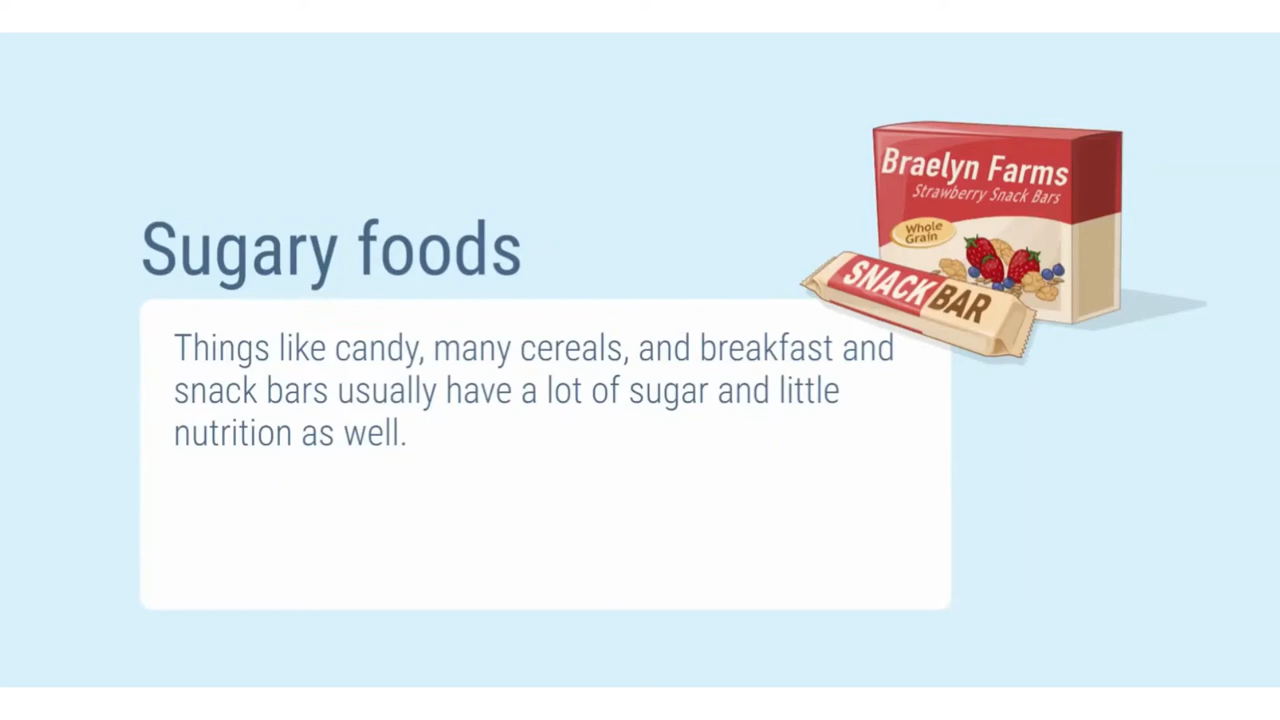 Braelyn Farms
Strawberry Snack Bars
Whole
Grain
SNACK BAR
Sugary foods
Things like candy, many cereals, and breakfast and
snack bars usually have a lot of sugar and little
nutrition as well.